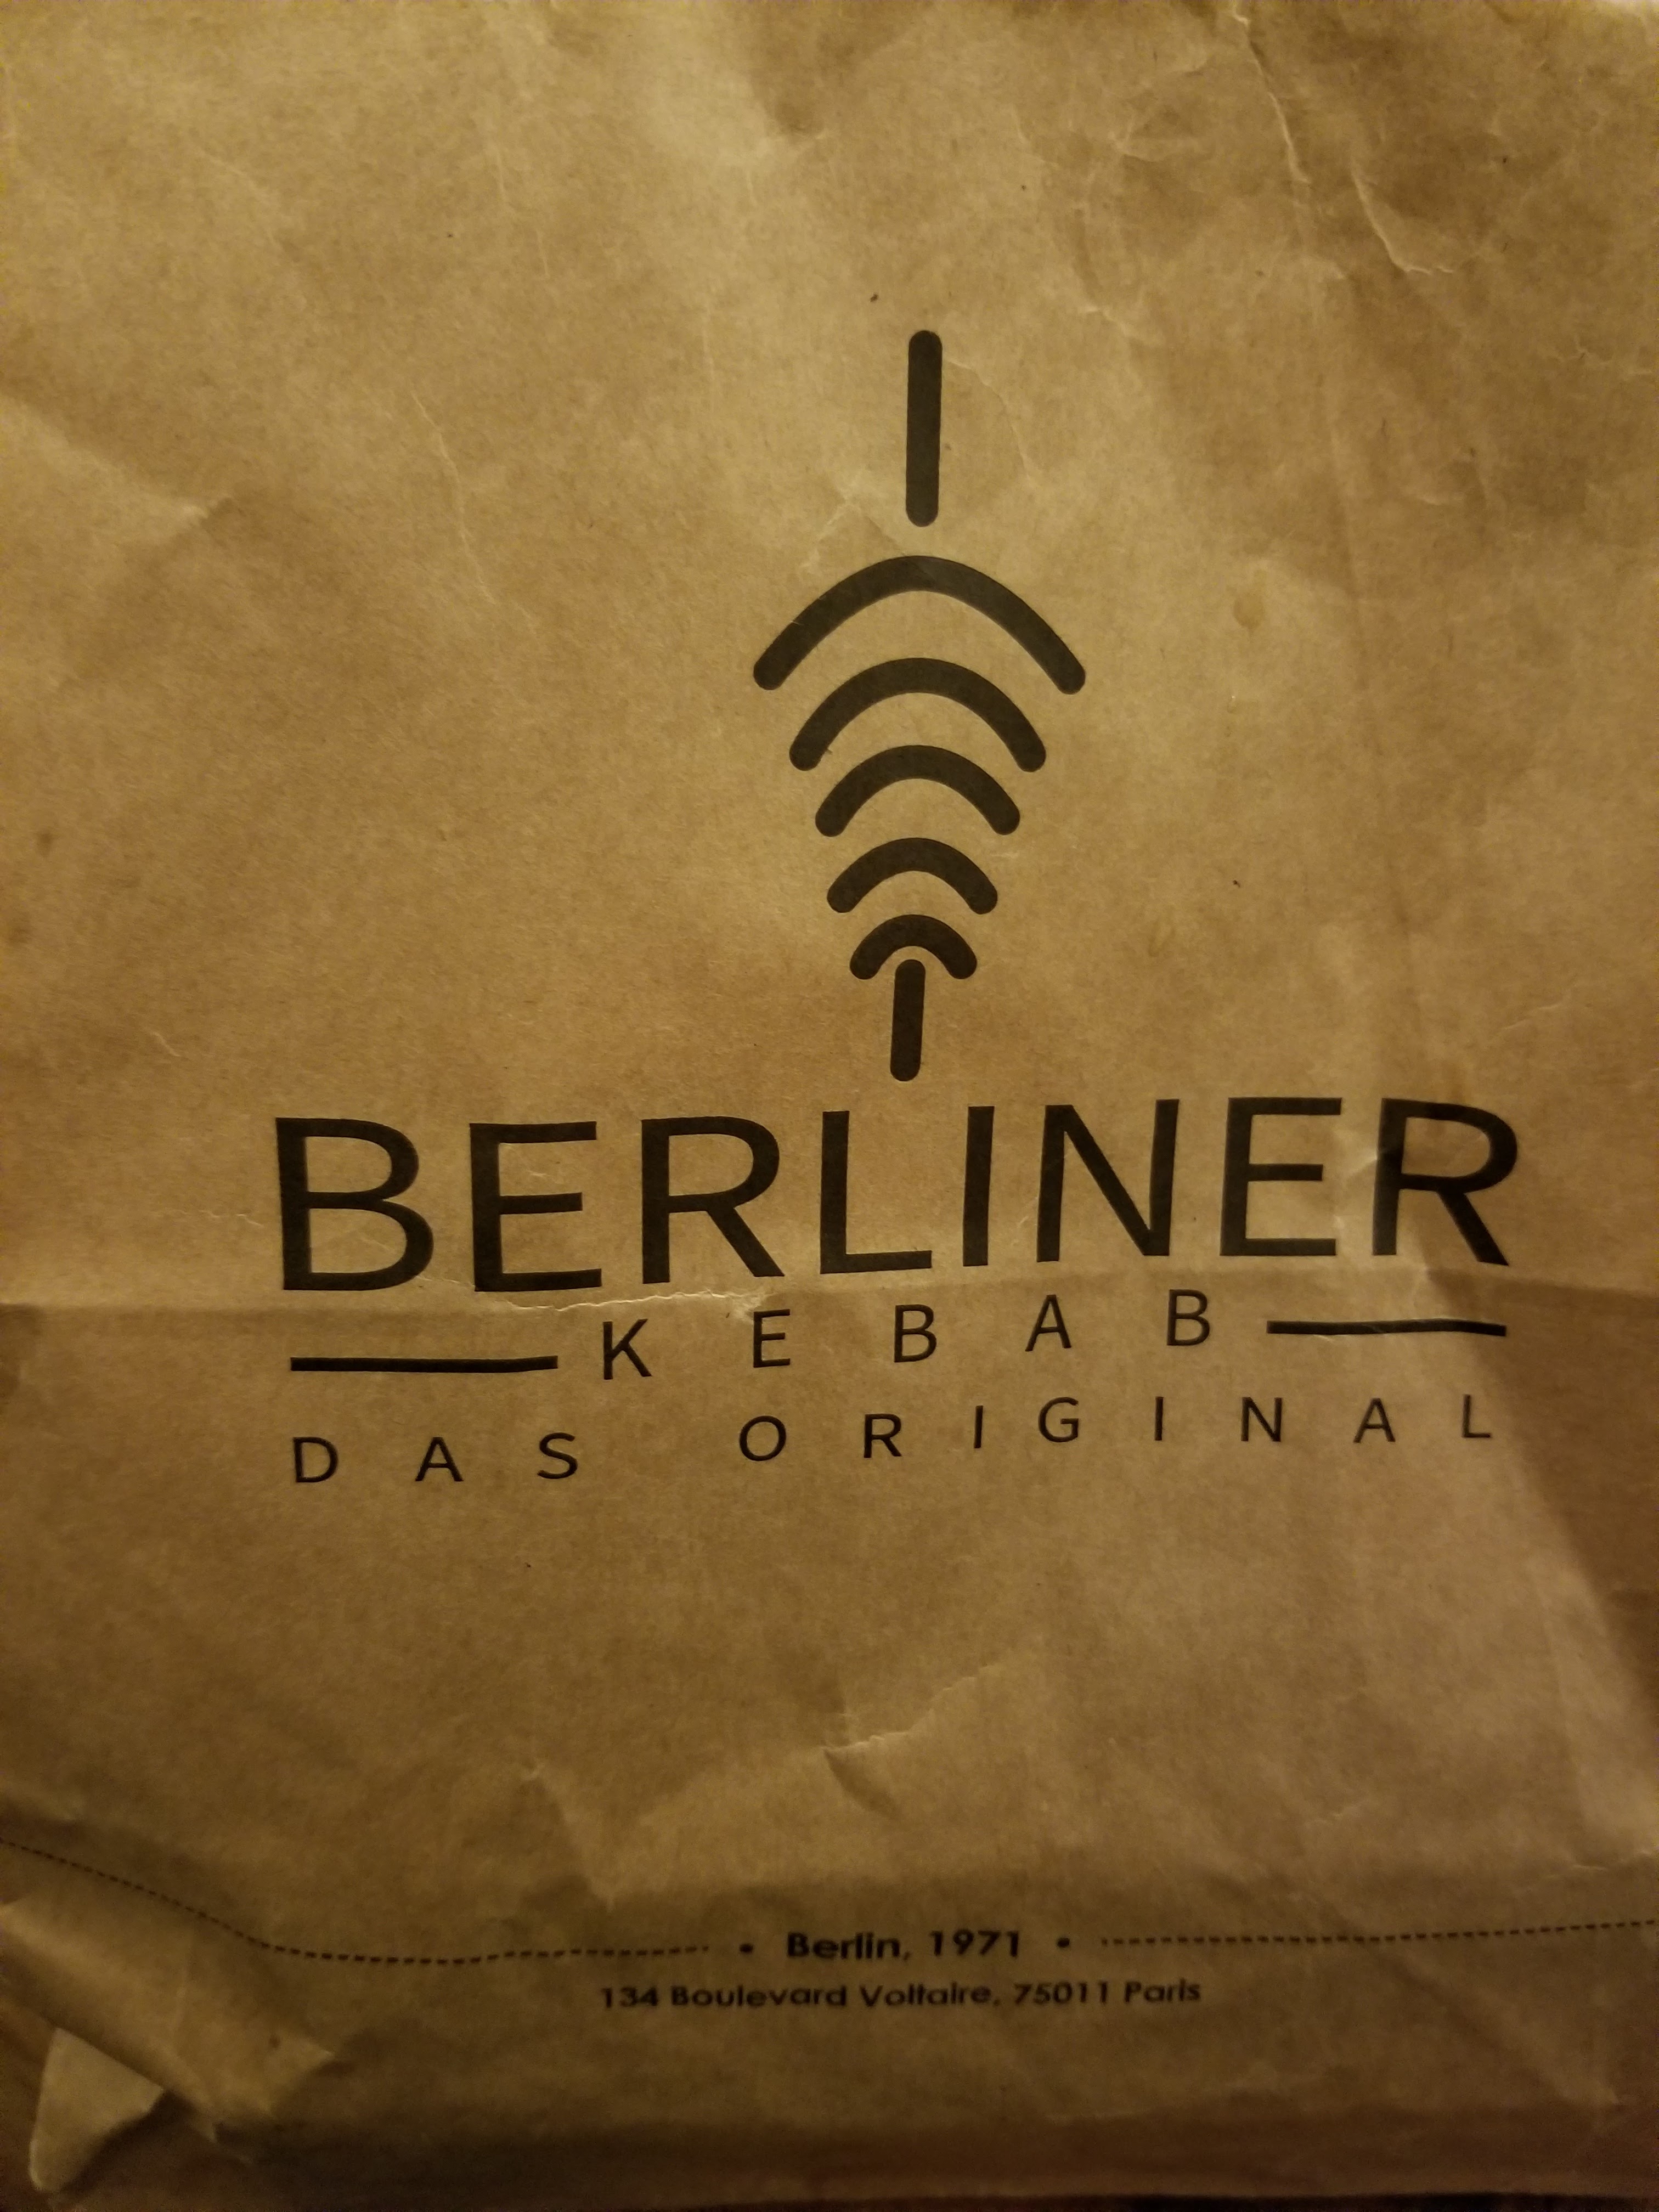 BERLINER
KEBAB
DAS ORIGINAL
• Berlin, 1971 •
134 Boulevard Voltaire, 75011 Paris